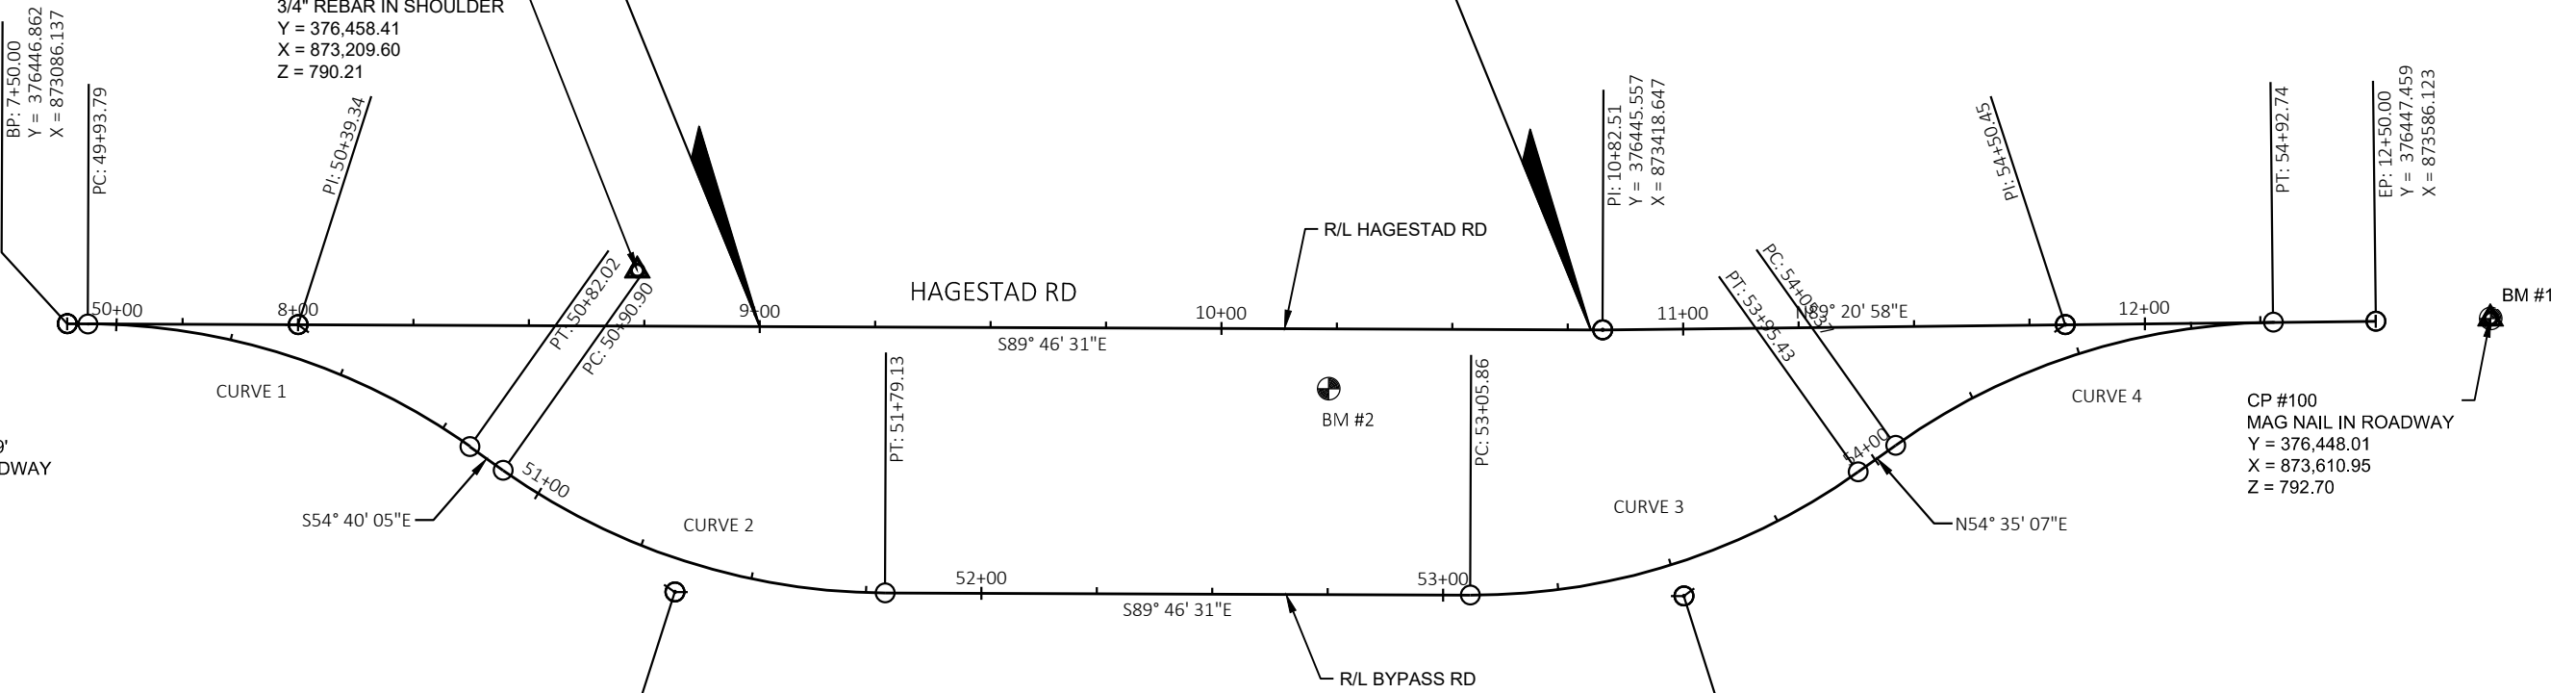 3/4" REBAR IN SHOULDER
Y = 376,458.41
X = 873,209.60
Z = 790.21
BP: 7+50.00
Y = 376446.862
X = 873086.137
PC: 49+93.79
PI: 50+39.34
PT: 50+82.02
PC: 50+90.90
PI: 10+82.51
Y = 376445.557
X = 873418.647
PC: 54+05.37
PT: 53+95.43
PI: 54+50.45
PT: 54+92.74
EP: 12+50.00
Y = 376447.459
X = 873586.123
R/L HAGESTAD RD
HAGESTAD RD
50+00
8+00
9+00
10+00
11+00
N89° 20' 58"E
12+00
BM #1
S89° 46' 31"E
CURVE 1
PT: 51+79.13
BM #2
PC: 53+05.86
CURVE 4
CP #100
MAG NAIL IN ROADWAY
Y = 376,448.01
X = 873,610.95
Z = 792.70
9'
DWAY
51+00
54+00
S54° 40' 05"E
CURVE 2
CURVE 3
N54° 35' 07"E
52+00
53+00
S89° 46' 31"E
R/L BYPASS RD